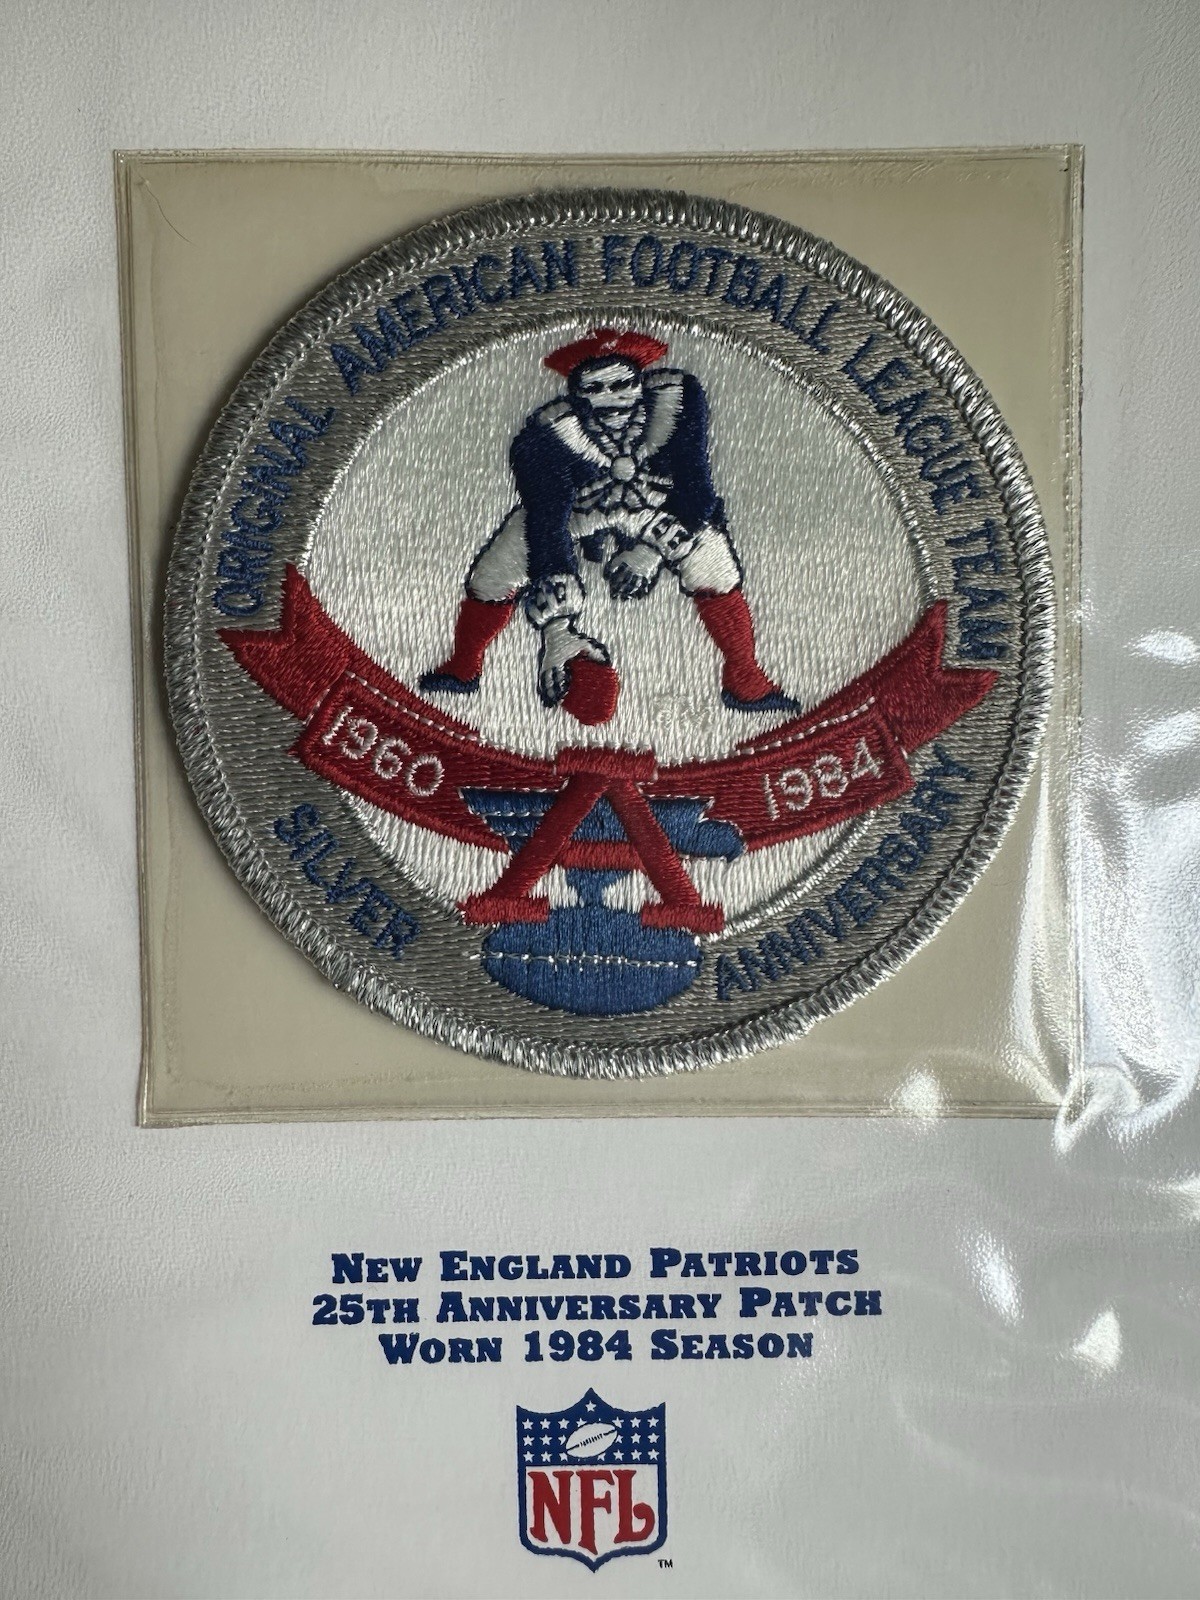 ORIGINAL AMERICAN FOOTBALL LEAGUE TEAM
1960
1984
SILVER ANNIVERSARY
NEW ENGLAND PATRIOTS
25TH ANNIVERSARY PATCH
WORN 1984 SEASON
NFL
TM